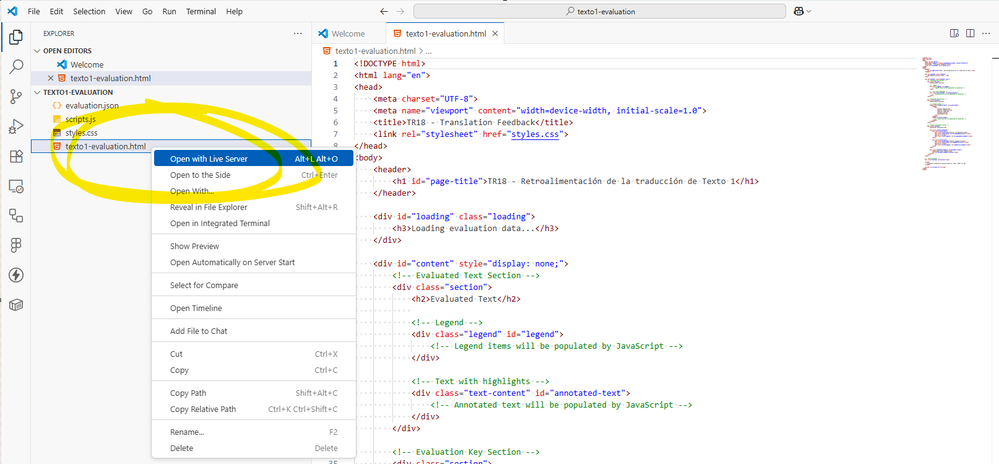 File Edit Selection View Go Run Terminal Help
texto1-evaluation
EXPLORER
OPEN EDITORS
Welcome
texto1-evaluation.html
TEXTO1-EVALUATION
evaluation.json
scripts.js
styles.css
texto1-evaluation.html
Open with Live Server Alt+L Alt+O
Open to the Side Ctrl+Enter
Open With...
Reveal in File Explorer Shift+Alt+R
Open in Integrated Terminal
Show Preview
Open Automatically on Server Start
Select for Compare
Open Timeline
Add File to Chat
Cut Ctrl+X
Copy Ctrl+C
Copy Path Shift+Alt+C
Copy Relative Path Ctrl+K Ctrl+Shift+C
Rename... F2
Delete Delete
Welcome texto1-evaluation.html
texto1-evaluation.html > ...
1 <!DOCTYPE html>
2 <html lang="en">
3 <head>
4 <meta charset="UTF-8">
5 <meta name="viewport" content="width=device-width, initial-scale=1.0">
6 <title>TR18 - Translation Feedback</title>
7 <link rel="stylesheet" href="styles.css">
8 </head>
<body>
<header>
<h1 id="page-title">TR18 - Retroalimentación de la traducción de Texto 1</h1>
</header>
<div id="loading" class="loading">
<h3>Loading evaluation data...</h3>
</div>
<div id="content" style="display: none;">
<!-- Evaluated Text Section -->
<div class="section">
<h2>Evaluated Text</h2>
<!-- Legend -->
<div class="legend" id="legend">
<!-- Legend items will be populated by JavaScript -->
</div>
<!-- Text with highlights -->
<div class="text-content" id="annotated-text">
<!-- Annotated text will be populated by JavaScript -->
</div>
</div>
<!-- Evaluation Key Section -->
35 <div class="section">